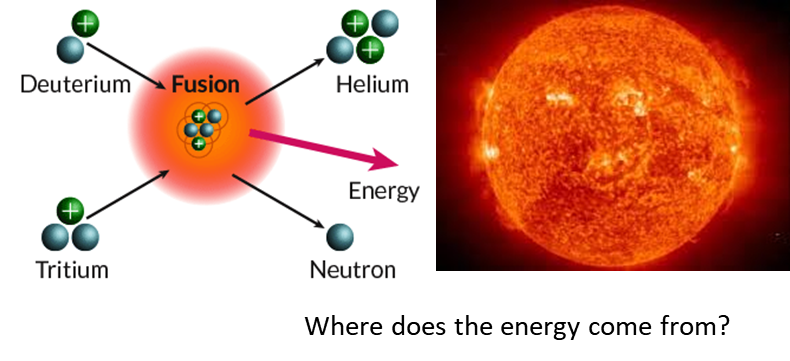 Deuterium
Fusion
Helium
Energy
Tritium
Neutron
Where does the energy come from?